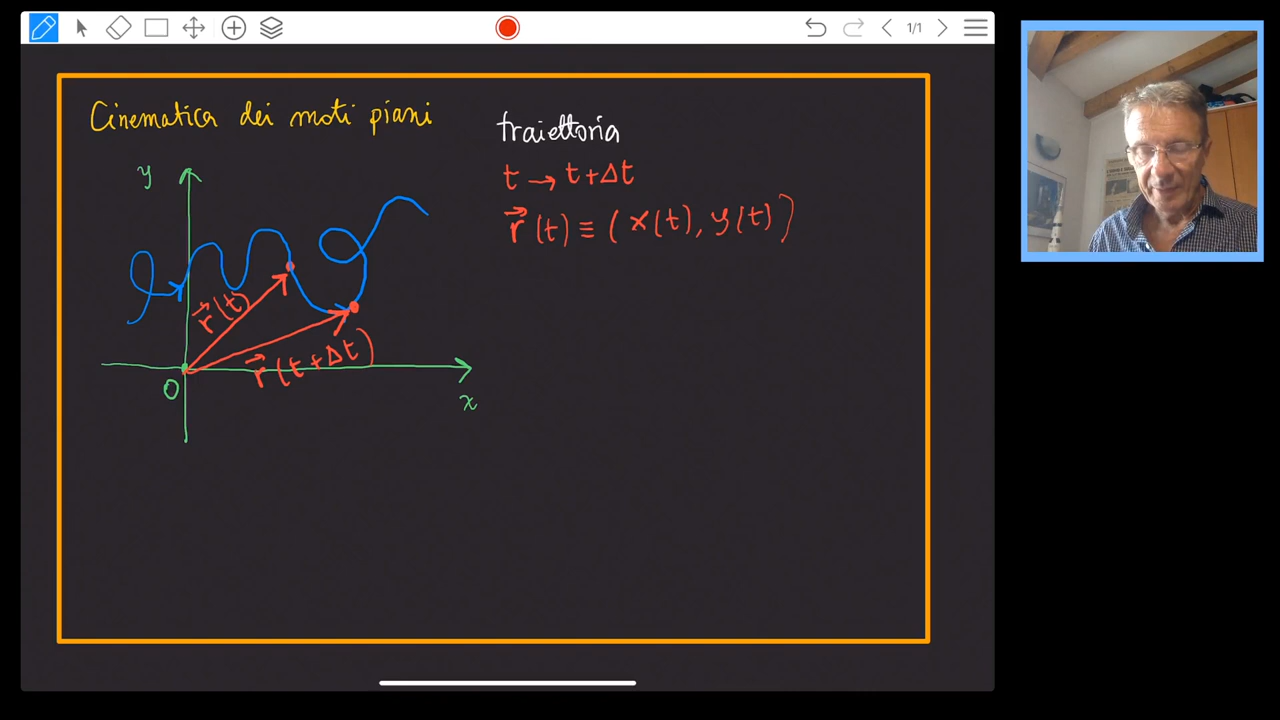 1/1
Cinematica dei moti piani
traiettoria
t → t+Δt
r⃗(t) ≡ (x(t), y(t))
y
r⃗(t)
r⃗(t+Δt)
O
x